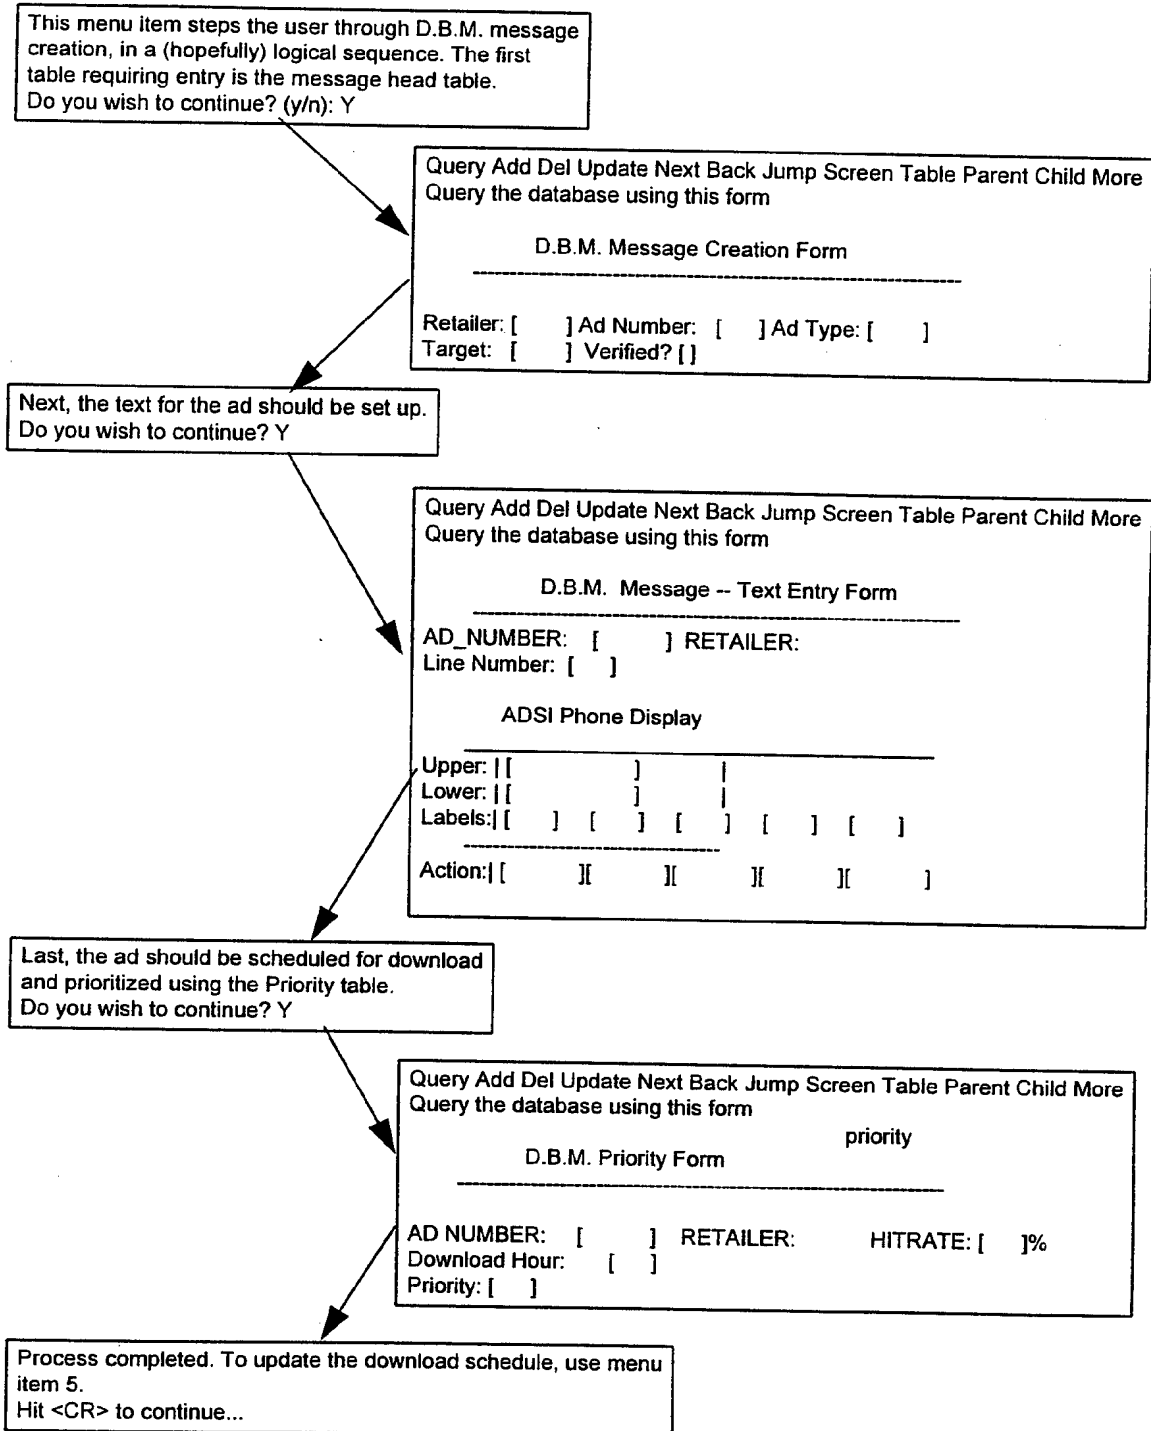 This menu item steps the user through D.B.M. message
creation, in a (hopefully) logical sequence. The first
table requiring entry is the message head table.
Do you wish to continue? (y/n): Y
Query Add Del Update Next Back Jump Screen Table Parent Child More
Query the database using this form
D.B.M. Message Creation Form
Retailer: [ ] Ad Number: [ ] Ad Type: [ ]
Target: [ ] Verified? [ ]
Next, the text for the ad should be set up.
Do you wish to continue? Y
Query Add Del Update Next Back Jump Screen Table Parent Child More
Query the database using this form
D.B.M. Message -- Text Entry Form
AD_NUMBER: [ ] RETAILER:
Line Number: [ ]
ADSI Phone Display
Upper: | [ ] |
Lower: | [ ] |
Labels:| [ ] [ ] [ ] [ ] [ ]
Action:| [ ][ ][ ][ ][ ]
Last, the ad should be scheduled for download
and prioritized using the Priority table.
Do you wish to continue? Y
Query Add Del Update Next Back Jump Screen Table Parent Child More
Query the database using this form
priority
D.B.M. Priority Form
AD NUMBER: [ ] RETAILER: HITRATE: [ ]%
Download Hour: [ ]
Priority: [ ]
Process completed. To update the download schedule, use menu
item 5.
Hit <CR> to continue...